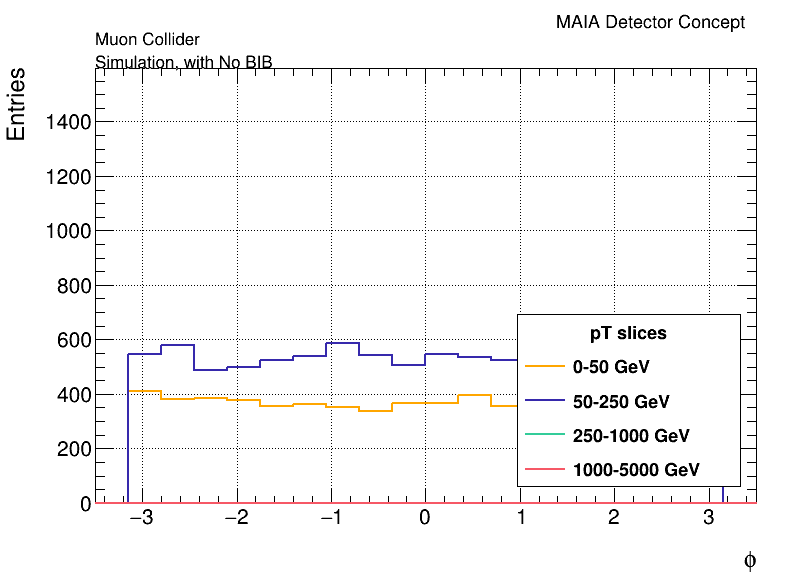 MAIA Detector Concept
Muon Collider
Simulation, with No BIB
Entries
1400
1200
1000
800
600
400
200
0
pT slices
0-50 GeV
50-250 GeV
250-1000 GeV
1000-5000 GeV
−3 −2 −1 0 1 2 3
ϕ